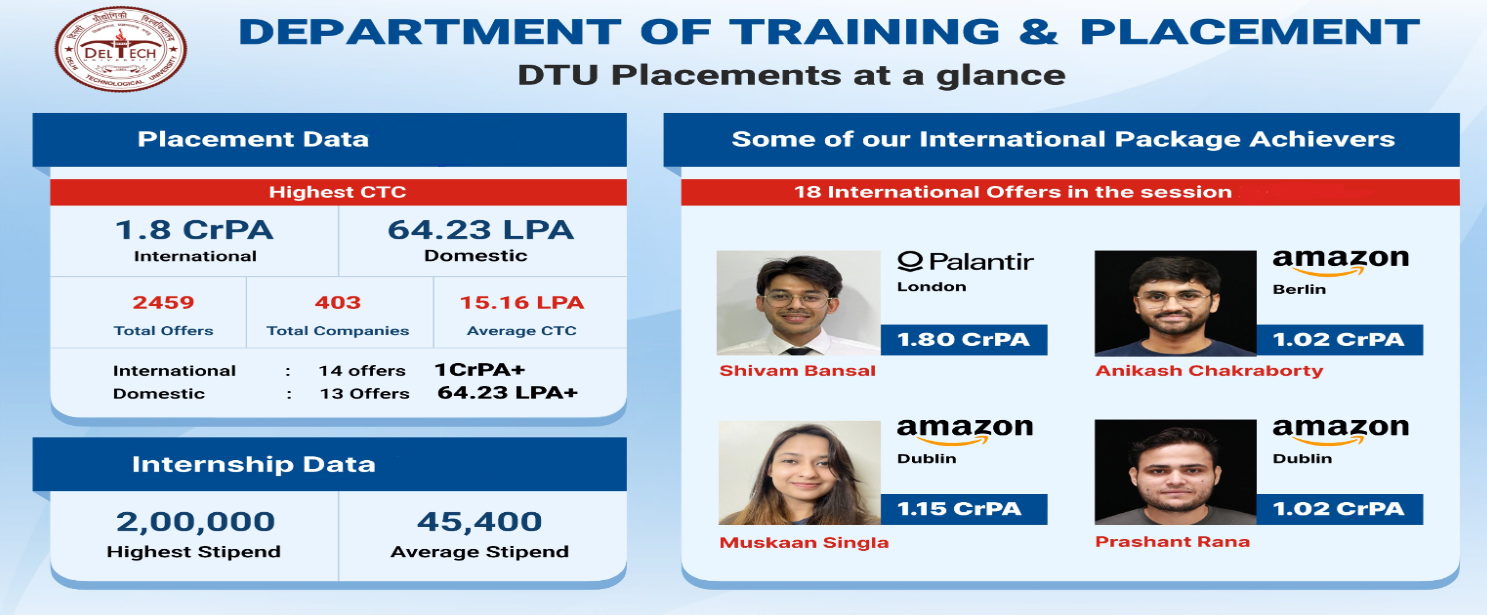 दिल्ली प्रौद्योगिकी विश्वविद्यालय
DELTECH
UNIVERSITY
DELHI TECHNOLOGICAL UNIVERSITY
DEPARTMENT OF TRAINING & PLACEMENT
DTU Placements at a glance
Placement Data
Highest CTC
1.8 CrPA
International
64.23 LPA
Domestic
2459
Total Offers
403
Total Companies
15.16 LPA
Average CTC
International : 14 offers 1CrPA+
Domestic : 13 Offers 64.23 LPA+
Internship Data
2,00,000
Highest Stipend
45,400
Average Stipend
Some of our International Package Achievers
18 International Offers in the session
Palantir
London
1.80 CrPA
Shivam Bansal
amazon
Berlin
1.02 CrPA
Anikash Chakraborty
amazon
Dublin
1.15 CrPA
Muskaan Singla
amazon
Dublin
1.02 CrPA
Prashant Rana